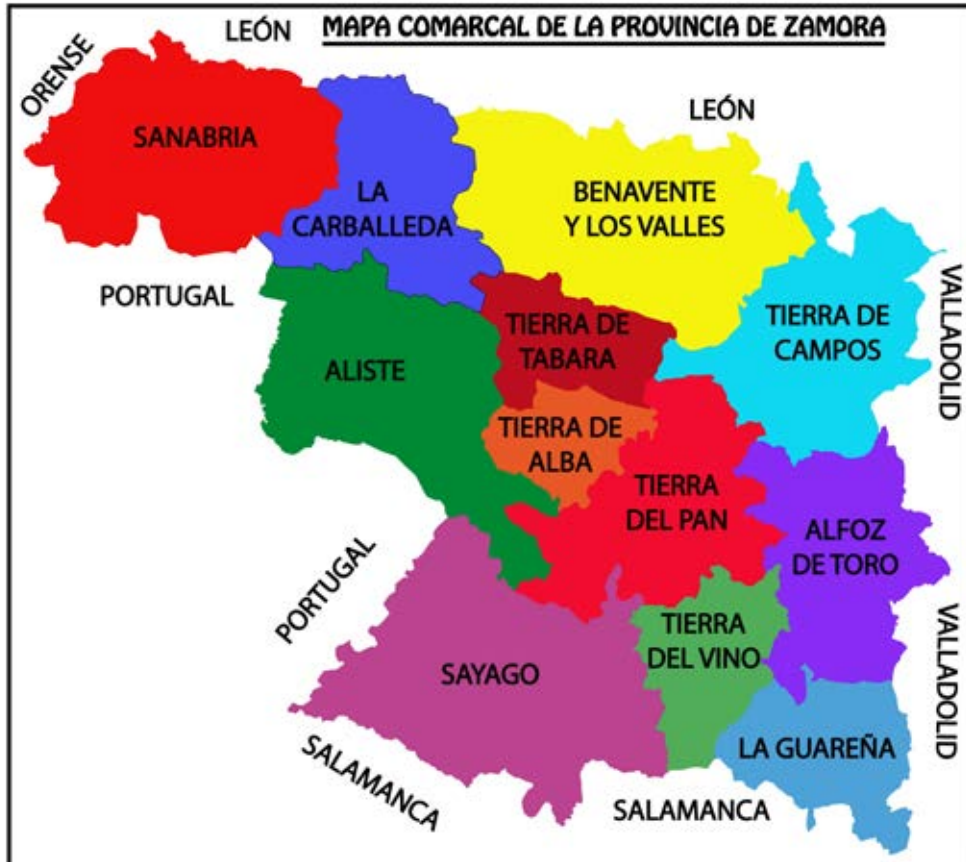 MAPA COMARCAL DE LA PROVINCIA DE ZAMORA
LEÓN
ORENSE
SANABRIA
LEÓN
LA
CARBALLEDA
BENAVENTE
Y LOS VALLES
PORTUGAL
VALLADOLID
TIERRA DE
CAMPOS
TIERRA DE
TABARA
ALISTE
TIERRA DE
ALBA
TIERRA
DEL PAN
ALFOZ
DE TORO
PORTUGAL
TIERRA
DEL VINO
SAYAGO
VALLADOLID
LA GUAREÑA
SALAMANCA
SALAMANCA